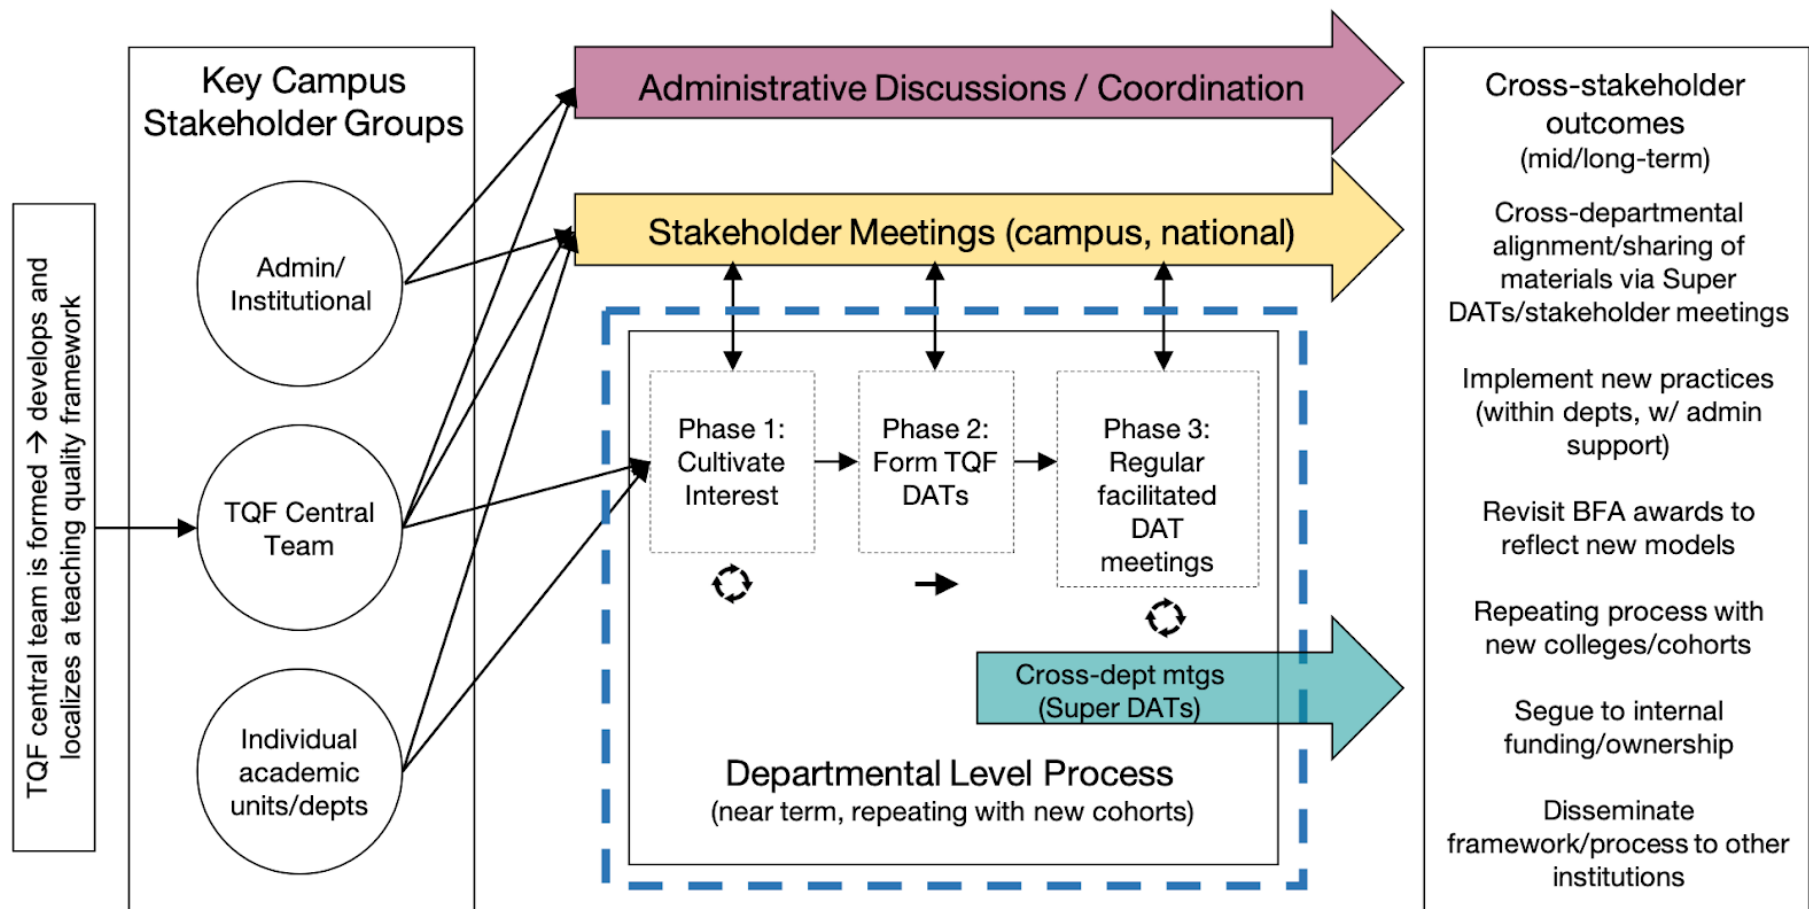 TQF central team is formed → develops and
localizes a teaching quality framework
Key Campus
Stakeholder Groups
Admin/
Institutional
TQF Central
Team
Individual
academic
units/depts
Administrative Discussions / Coordination
Stakeholder Meetings (campus, national)
Phase 1:
Cultivate
Interest
Phase 2:
Form TQF
DATs
Phase 3:
Regular
facilitated
DAT
meetings
Cross-dept mtgs
(Super DATs)
Departmental Level Process
(near term, repeating with new cohorts)
Cross-stakeholder
outcomes
(mid/long-term)
Cross-departmental
alignment/sharing of
materials via Super
DATs/stakeholder meetings
Implement new practices
(within depts, w/ admin
support)
Revisit BFA awards to
reflect new models
Repeating process with
new colleges/cohorts
Segue to internal
funding/ownership
Disseminate
framework/process to other
institutions